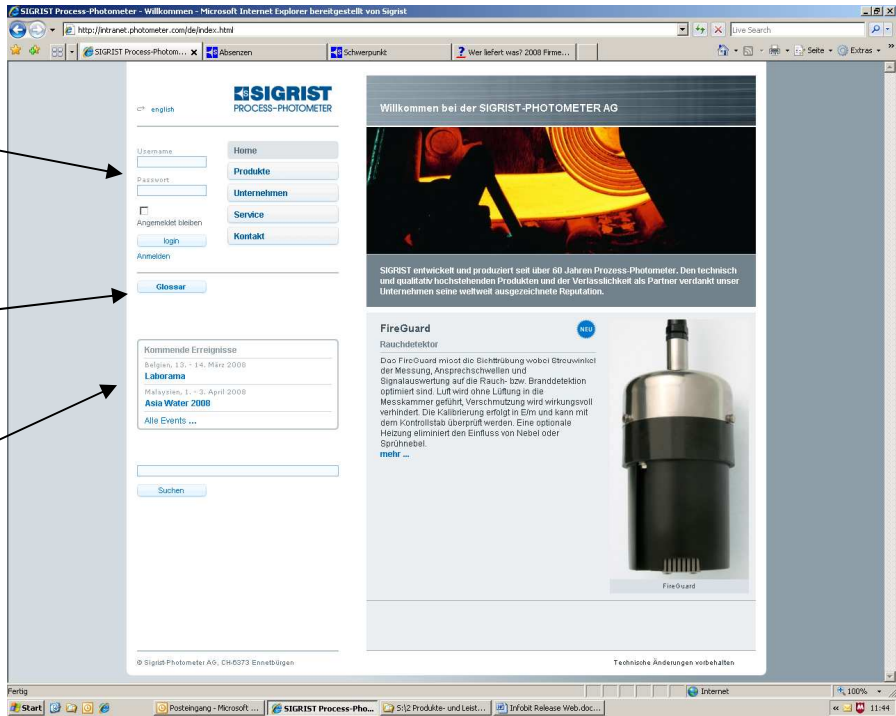 SIGRIST Process-Photometer - Windows Internet Explorer bereitgestellt von Sigrist
http://intranet.photometer.com/de/index.html
Live Search
SIGRIST Process-Photom...
Absenzen
Schwerpunkt
Wer liefert was? 2008 Firme...
Seite
Extras
english
SIGRIST
PROCESS-PHOTOMETER
Username
Passwort
Angemeldet bleiben
login
Anmelden
Home
Produkte
Unternehmen
Service
Kontakt
Glossar
Kommende Erreignisse
Belgien, 13. - 14. März 2008
Laborama
Malaysien, 1. - 3. April 2008
Asia Water 2008
Alle Events ...
Suchen
Willkommen bei der SIGRIST-PHOTOMETER AG
SIGRIST entwickelt und produziert seit über 60 Jahren Prozess-Photometer. Den technisch
und qualitativ hochstehenden Produkten und der Verlässlichkeit als Partner verdankt unser
Unternehmen seine weltweit ausgezeichnete Reputation.
FireGuard
NEU
Rauchdetektor
Das FireGuard misst die Sichttrübung wobei Streuwinkel
der Messung, Ansprechschwellen und
Signalauswertung auf die Rauch- bzw. Branddetektion
optimiert sind. Luft wird ohne Lüftung in die
Messkammer geführt, Verschmutzung wird wirkungsvoll
verhindert. Die Kalibrierung erfolgt in E/m und kann mit
dem Kontrollstab überprüft werden. Eine optionale
Heizung eliminiert den Einfluss von Nebel oder
Sprühnebel.
mehr ...
FireGuard
© Sigrist-Photometer AG, CH-6373 Ennetbürgen
Technische Änderungen vorbehalten
Fertig
Internet
100%
Start
Posteingang - Microsoft ...
SIGRIST Process-Pho...
S:\2 Produkte- und Leist...
Infobit Release Web.doc...
11:44